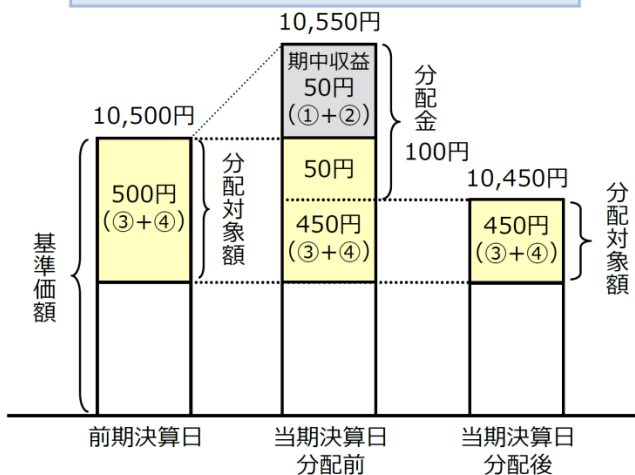 10,550円
期中収益
50円
(①+②)
分配金
10,500円
100円
50円
10,450円
500円
(③+④)
分配対象額
450円
(③+④)
450円
(③+④)
分配対象額
基準価額
前期決算日
当期決算日
分配前
当期決算日
分配後